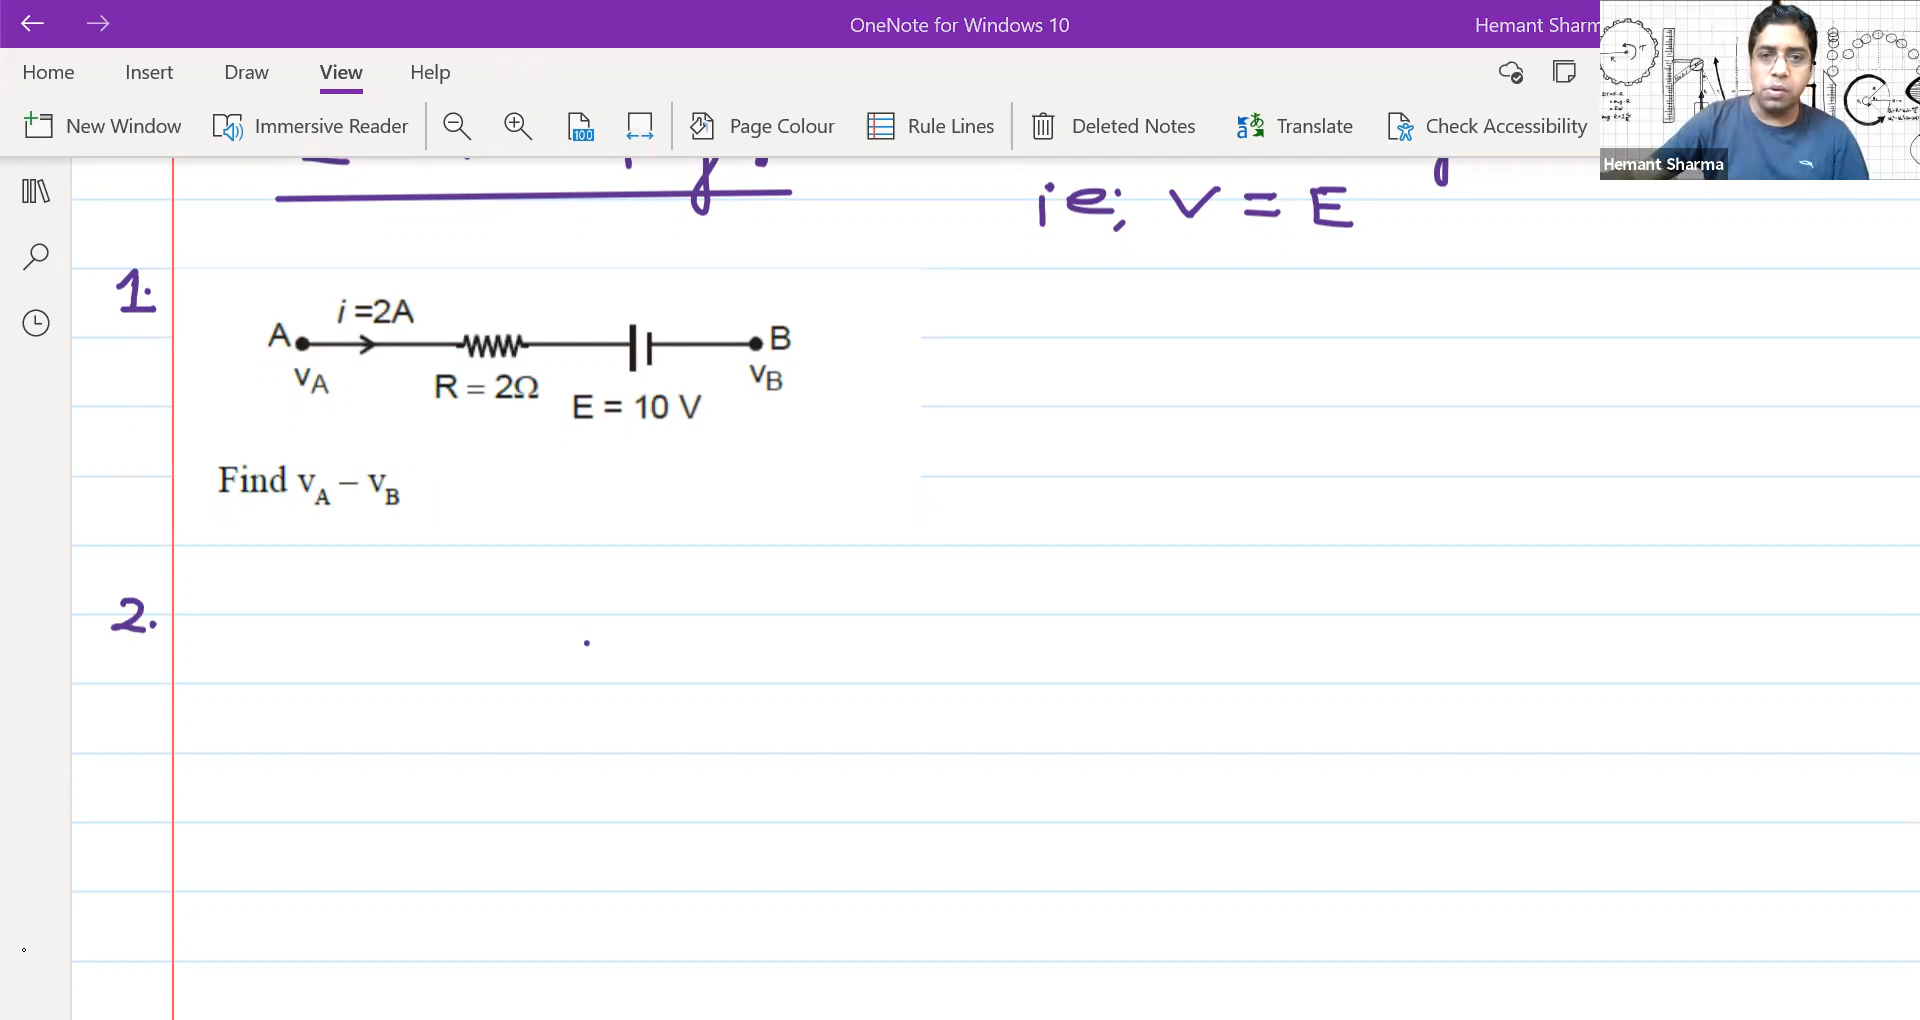 OneNote for Windows 10
Hemant Sharm
Home Insert Draw View Help
New Window Immersive Reader 100 Page Colour Rule Lines Deleted Notes Translate Check Accessibility
Hemant Sharma
ie; V = E
1.
i =2A
A B
VA VB
R = 2Ω
E = 10 V
Find vA – vB
2.